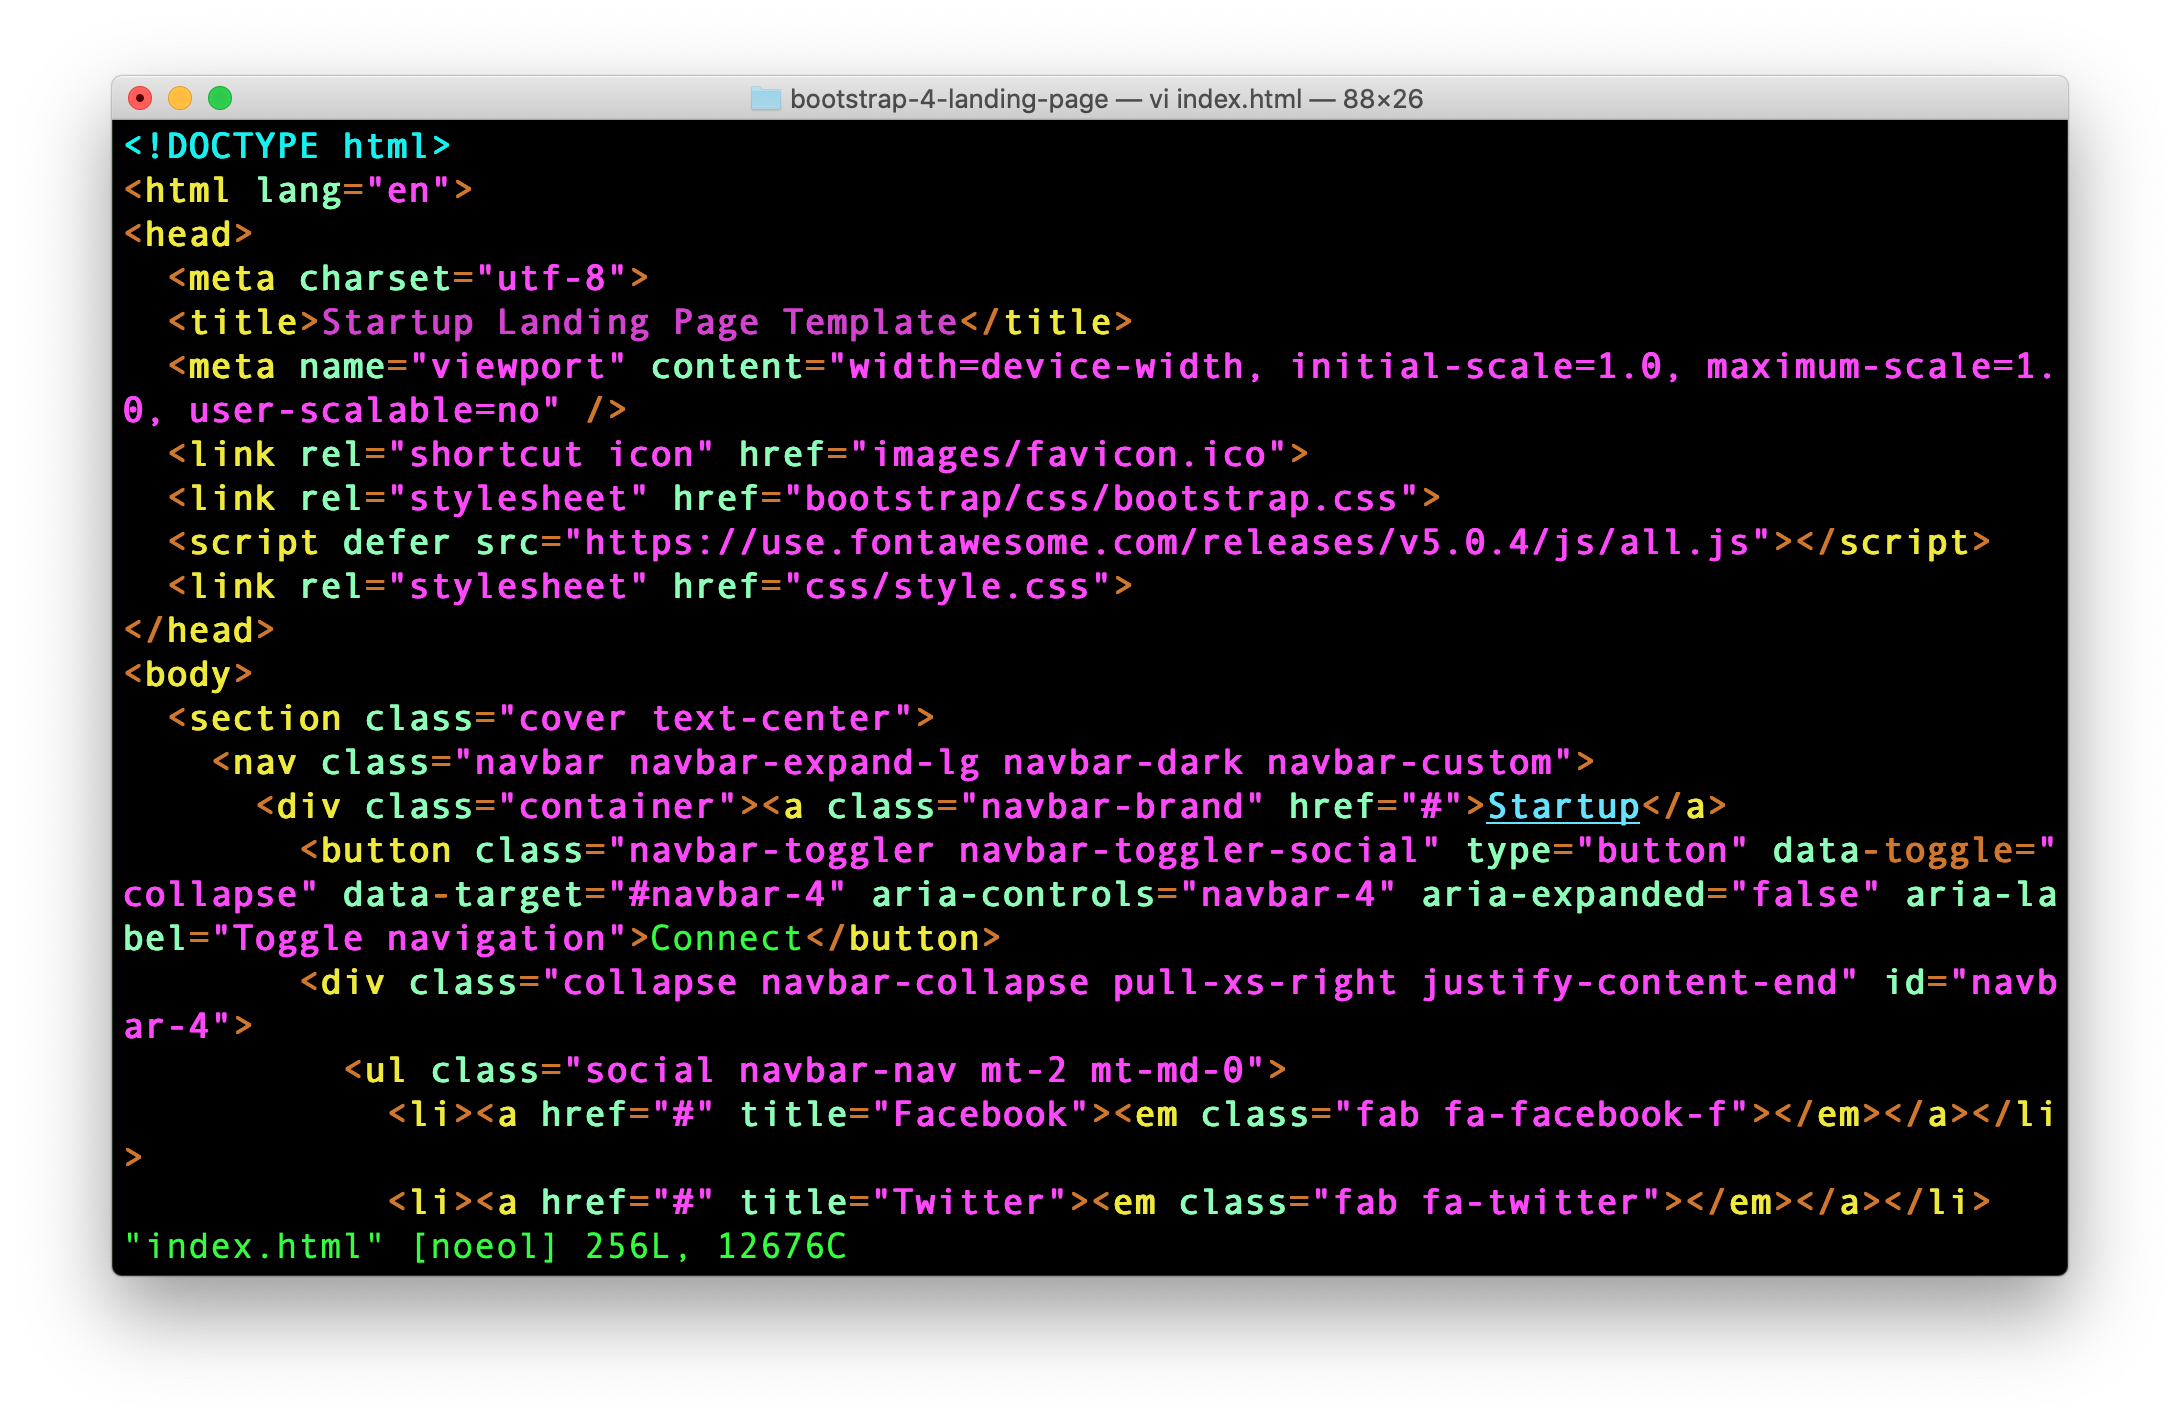 bootstrap-4-landing-page — vi index.html — 88×26
<!DOCTYPE html>
<html lang="en">
<head>
  <meta charset="utf-8">
  <title>Startup Landing Page Template</title>
  <meta name="viewport" content="width=device-width, initial-scale=1.0, maximum-scale=1.
0, user-scalable=no" />
  <link rel="shortcut icon" href="images/favicon.ico">
  <link rel="stylesheet" href="bootstrap/css/bootstrap.css">
  <script defer src="https://use.fontawesome.com/releases/v5.0.4/js/all.js"></script>
  <link rel="stylesheet" href="css/style.css">
</head>
<body>
  <section class="cover text-center">
    <nav class="navbar navbar-expand-lg navbar-dark navbar-custom">
      <div class="container"><a class="navbar-brand" href="#">Startup</a>
        <button class="navbar-toggler navbar-toggler-social" type="button" data-toggle="
collapse" data-target="#navbar-4" aria-controls="navbar-4" aria-expanded="false" aria-la
bel="Toggle navigation">Connect</button>
        <div class="collapse navbar-collapse pull-xs-right justify-content-end" id="navb
ar-4">
          <ul class="social navbar-nav mt-2 mt-md-0">
            <li><a href="#" title="Facebook"><em class="fab fa-facebook-f"></em></a></li
>
            <li><a href="#" title="Twitter"><em class="fab fa-twitter"></em></a></li>
"index.html" [noeol] 256L, 12676C